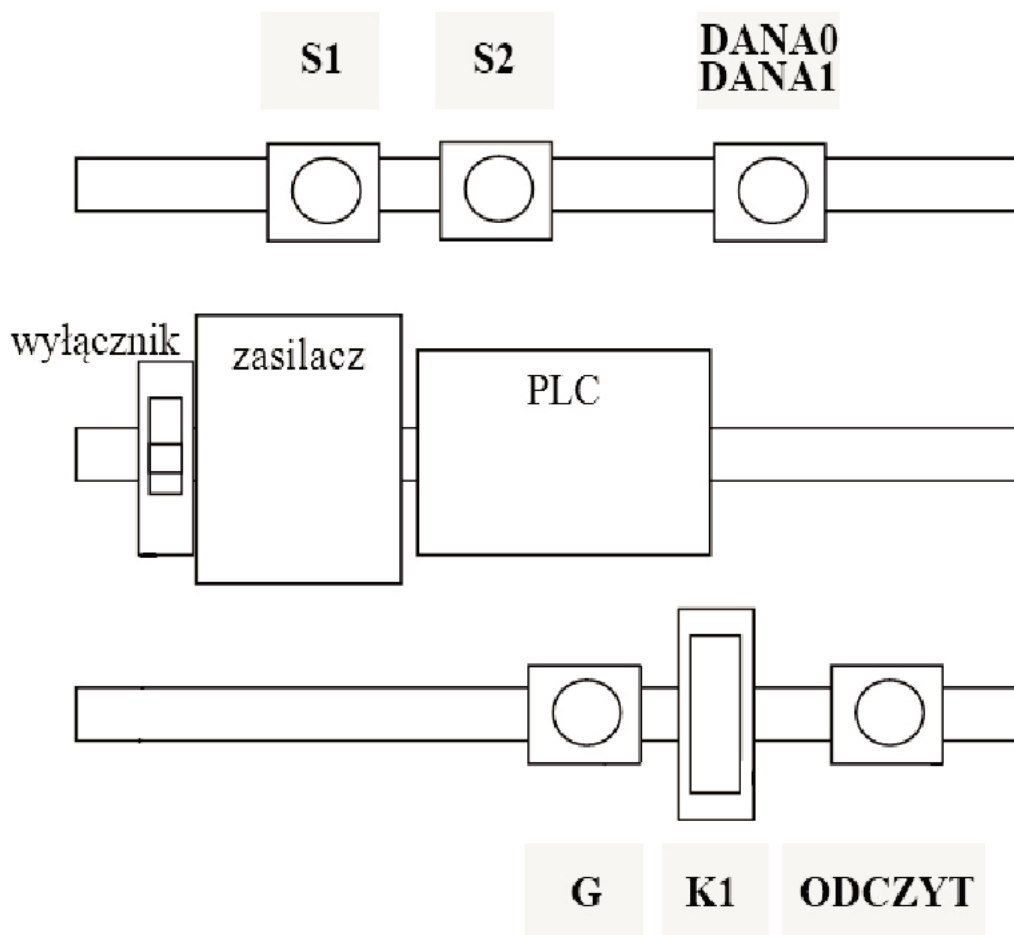 S1
S2
DANA0
DANA1
wyłącznik
zasilacz
PLC
G
K1
ODCZYT